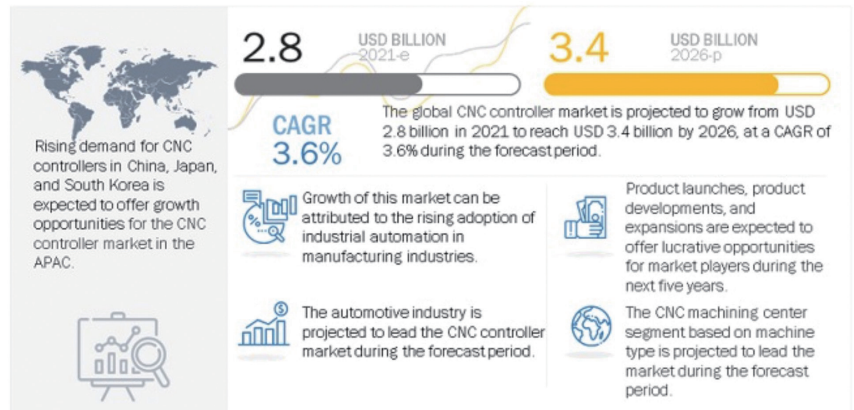 2.8
USD BILLION
2021-e
3.4
USD BILLION
2026-p
CAGR
3.6%
The global CNC controller market is projected to grow from USD
2.8 billion in 2021 to reach USD 3.4 billion by 2026, at a CAGR of
3.6% during the forecast period.
Rising demand for CNC
controllers in China, Japan,
and South Korea is
expected to offer growth
opportunities for the CNC
controller market in the
APAC.
Growth of this market can be
attributed to the rising adoption of
industrial automation in
manufacturing industries.
Product launches, product
developments, and
expansions are expected to
offer lucrative opportunities
for market players during the
next five years.
The automotive industry is
projected to lead the CNC controller
market during the forecast period.
The CNC machining center
segment based on machine
type is projected to lead the
market during the forecast
period.